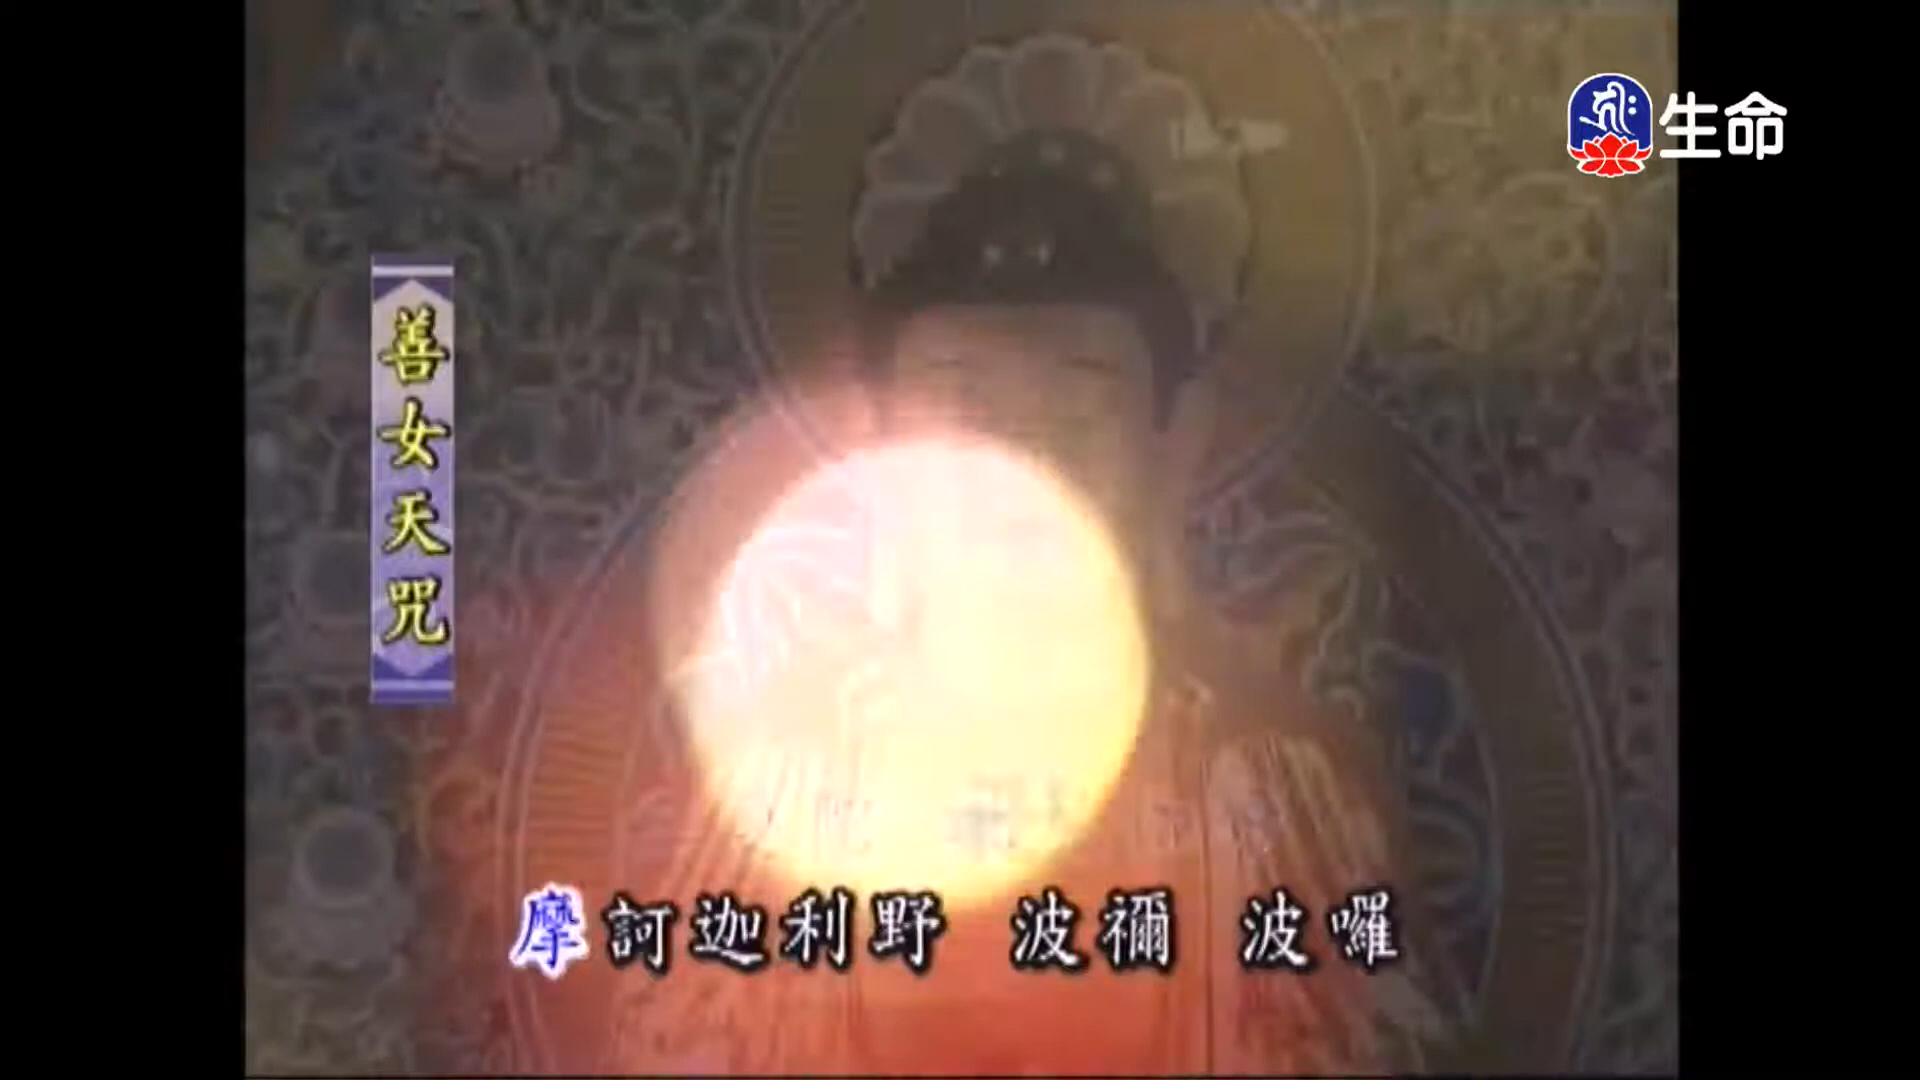 生命
善女天咒
摩訶迦利野 波禰 波囉